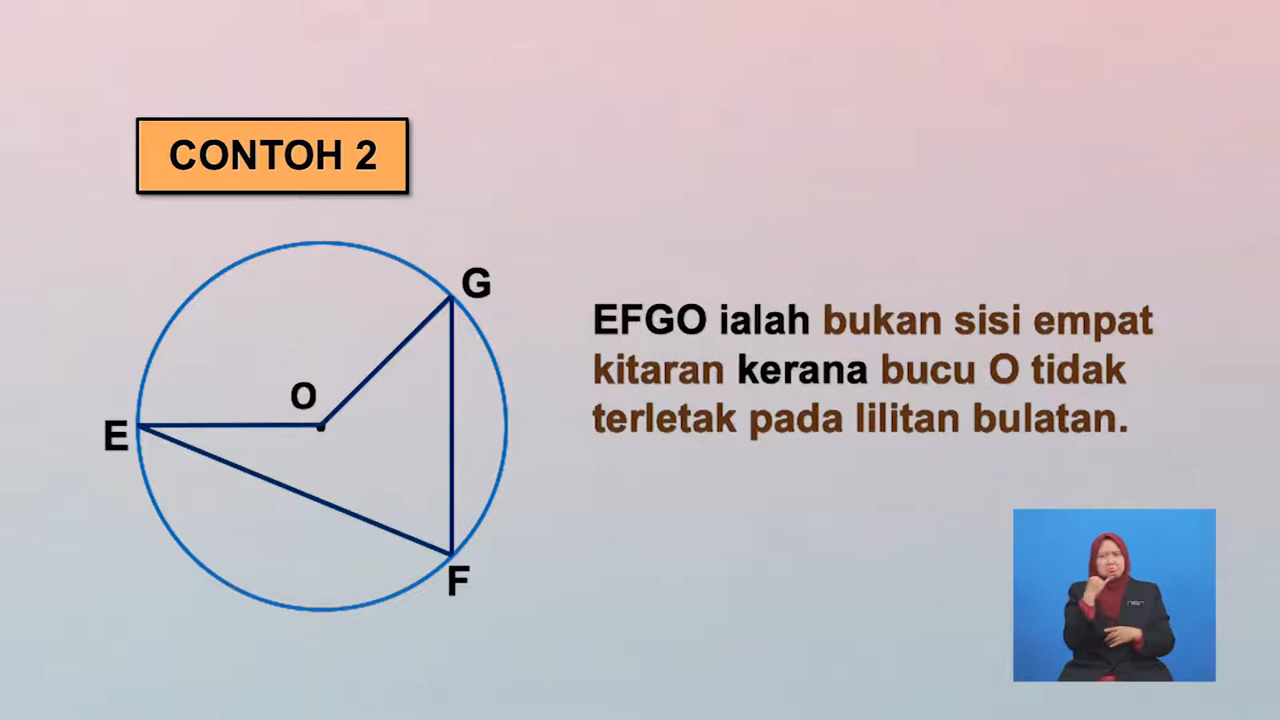 CONTOH 2
G
O
E
F
EFGO ialah bukan sisi empat
kitaran kerana bucu O tidak
terletak pada lilitan bulatan.